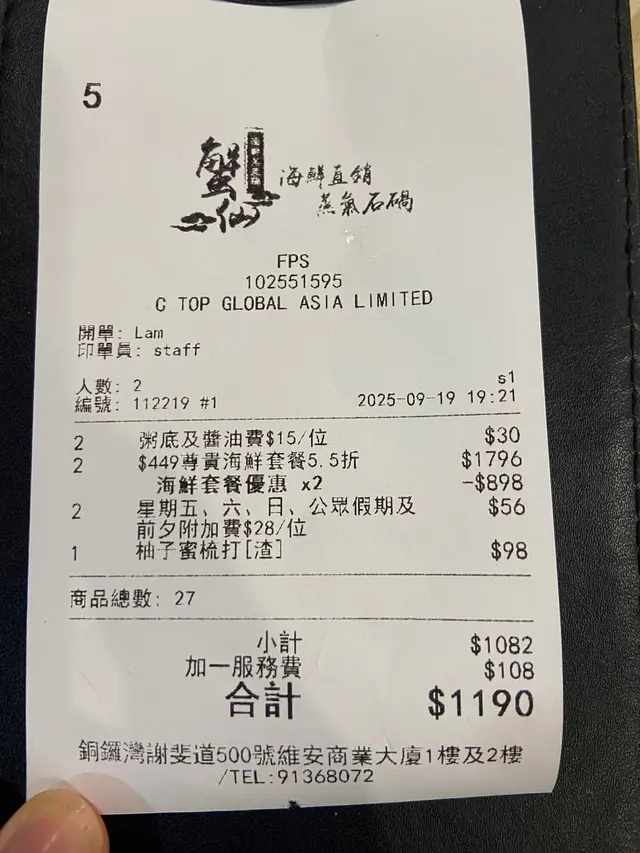 5
蟹仙
海鮮直銷
蒸氣石鍋
FPS
102551595
C TOP GLOBAL ASIA LIMITED
開單: Lam
印單員: staff
s1
人數: 2
編號: 112219 #1 2025-09-19 19:21
2 粥底及醬油費$15/位 $30
2 $449尊貴海鮮套餐5.5折 $1796
海鮮套餐優惠 x2 -$898
2 星期五、六、日、公眾假期及 $56
前夕附加費$28/位
1 柚子蜜梳打[渣] $98
商品總數: 27
小計 $1082
加一服務費 $108
合計 $1190
銅鑼灣謝斐道500號維安商業大廈1樓及2樓
/TEL:91368072